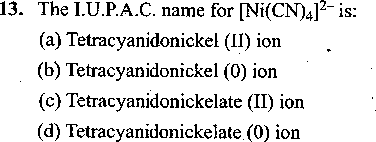 13. The I.U.P.A.C. name for [Ni(CN)₄]²⁻ is:
(a) Tetracyanidonickel (II) ion
(b) Tetracyanidonickel (0) ion
(c) Tetracyanidonickelate (II) ion
(d) Tetracyanidonickelate (0) ion